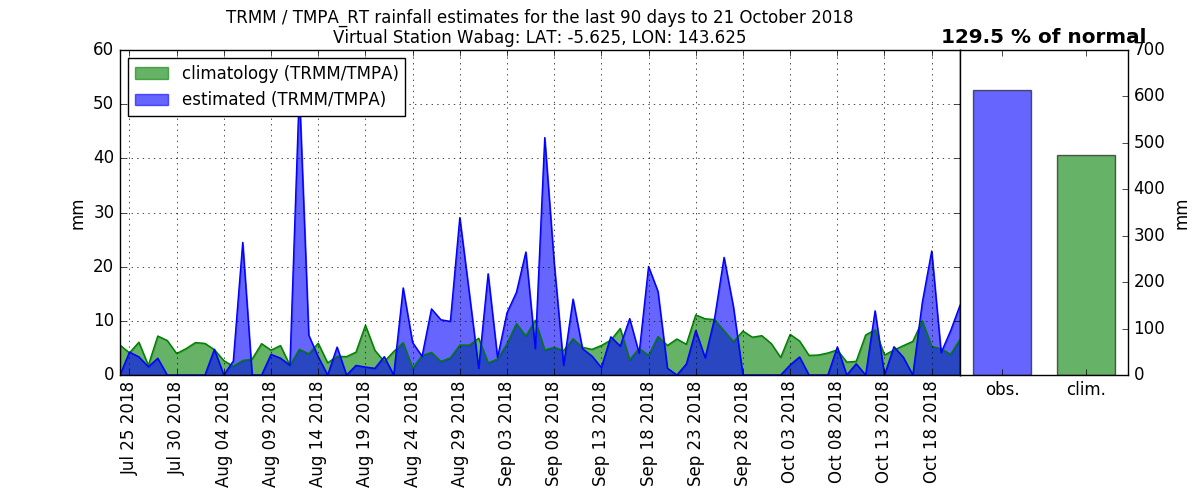 TRMM / TMPA_RT rainfall estimates for the last 90 days to 21 October 2018
Virtual Station Wabag: LAT: -5.625, LON: 143.625
129.5 % of normal
climatology (TRMM/TMPA)
estimated (TRMM/TMPA)
60
50
40
30
20
10
0
mm
Jul 25 2018
Jul 30 2018
Aug 04 2018
Aug 09 2018
Aug 14 2018
Aug 19 2018
Aug 24 2018
Aug 29 2018
Sep 03 2018
Sep 08 2018
Sep 13 2018
Sep 18 2018
Sep 23 2018
Sep 28 2018
Oct 03 2018
Oct 08 2018
Oct 13 2018
Oct 18 2018
obs.
clim.
700
600
500
400
300
200
100
0
mm